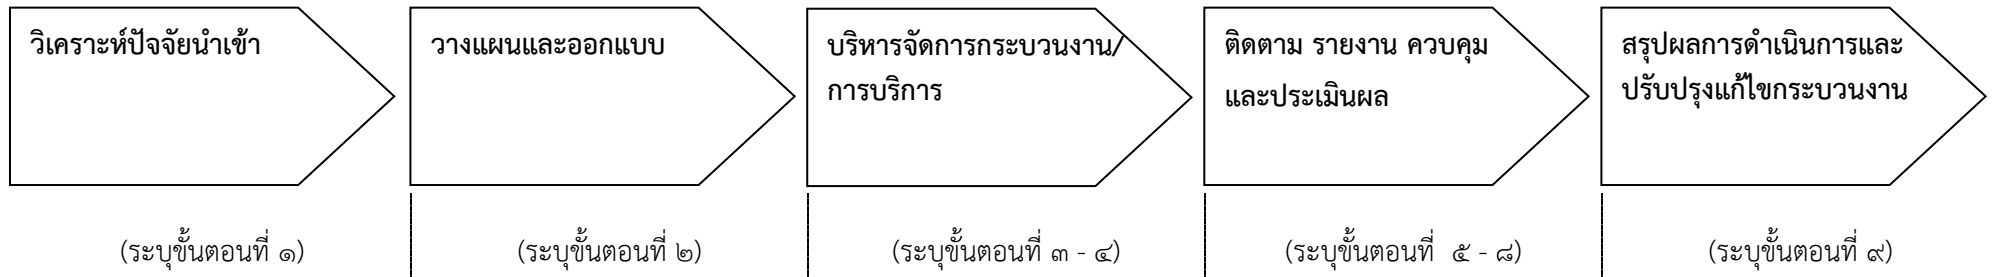 วิเคราะห์ปัจจัยนำเข้า
วางแผนและออกแบบ
บริหารจัดการกระบวนงาน/
การบริการ
ติดตาม รายงาน ควบคุม
และประเมินผล
สรุปผลการดำเนินการและ
ปรับปรุงแก้ไขกระบวนงาน
(ระบุขั้นตอนที่ ๑)
(ระบุขั้นตอนที่ ๒)
(ระบุขั้นตอนที่ ๓ - ๔)
(ระบุขั้นตอนที่ ๕ - ๘)
(ระบุขั้นตอนที่ ๙)